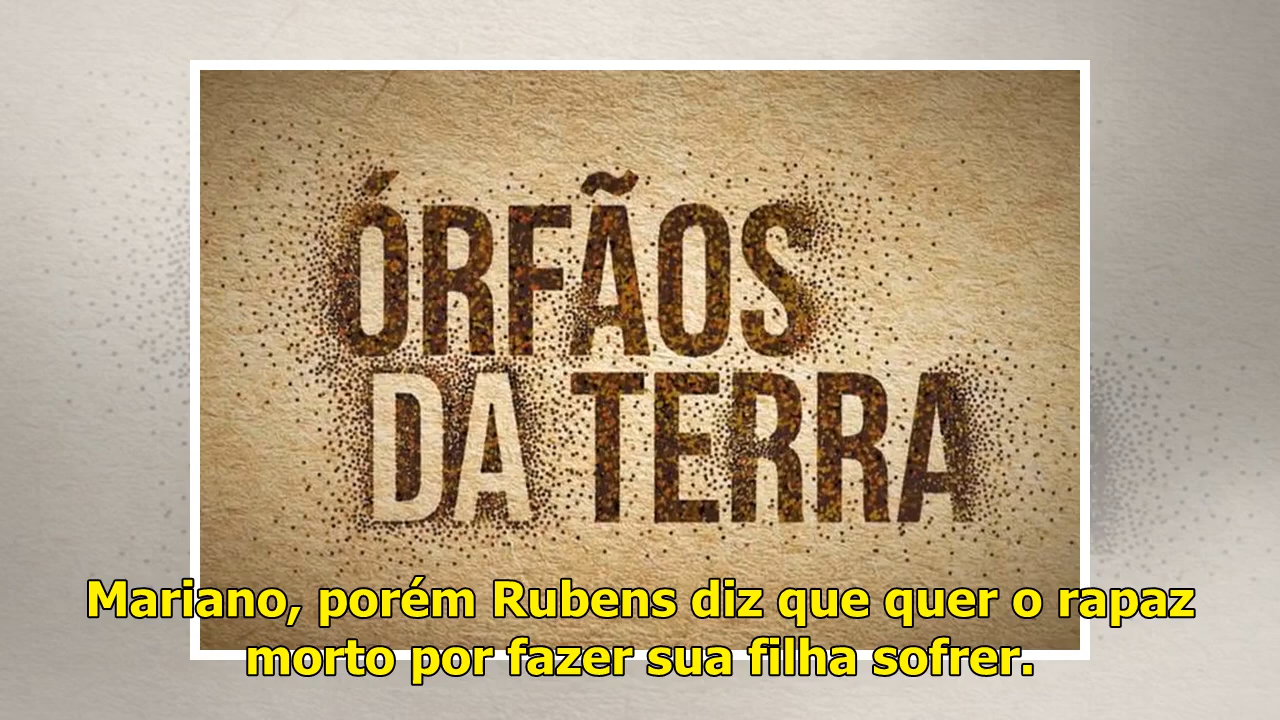 ÓRFÃOS
DA TERRA
Mariano, porém Rubens diz que quer o rapaz
morto por fazer sua filha sofrer.